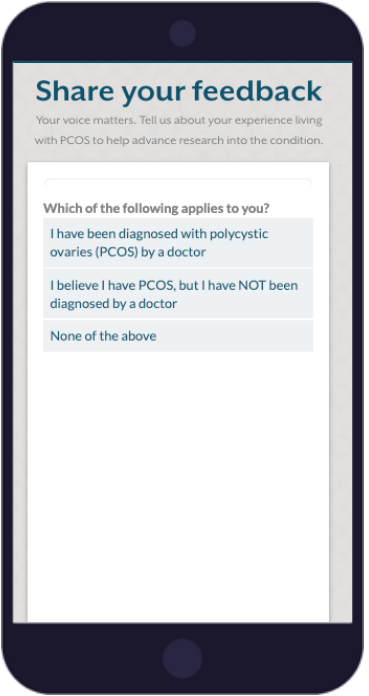 Share your feedback
Your voice matters. Tell us about your experience living
with PCOS to help advance research into the condition.
Which of the following applies to you?
I have been diagnosed with polycystic
ovaries (PCOS) by a doctor
I believe I have PCOS, but I have NOT been
diagnosed by a doctor
None of the above